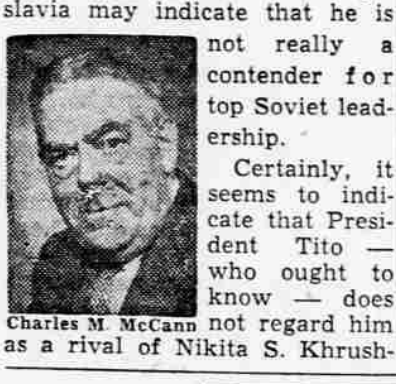 slavia may indicate that he is
not really a
contender for
top Soviet lead-
ership.
Certainly, it
seems to indi-
cate that Presi-
dent Tito —
who ought to
know — does
Charles M. McCann not regard him
as a rival of Nikita S. Khrush-